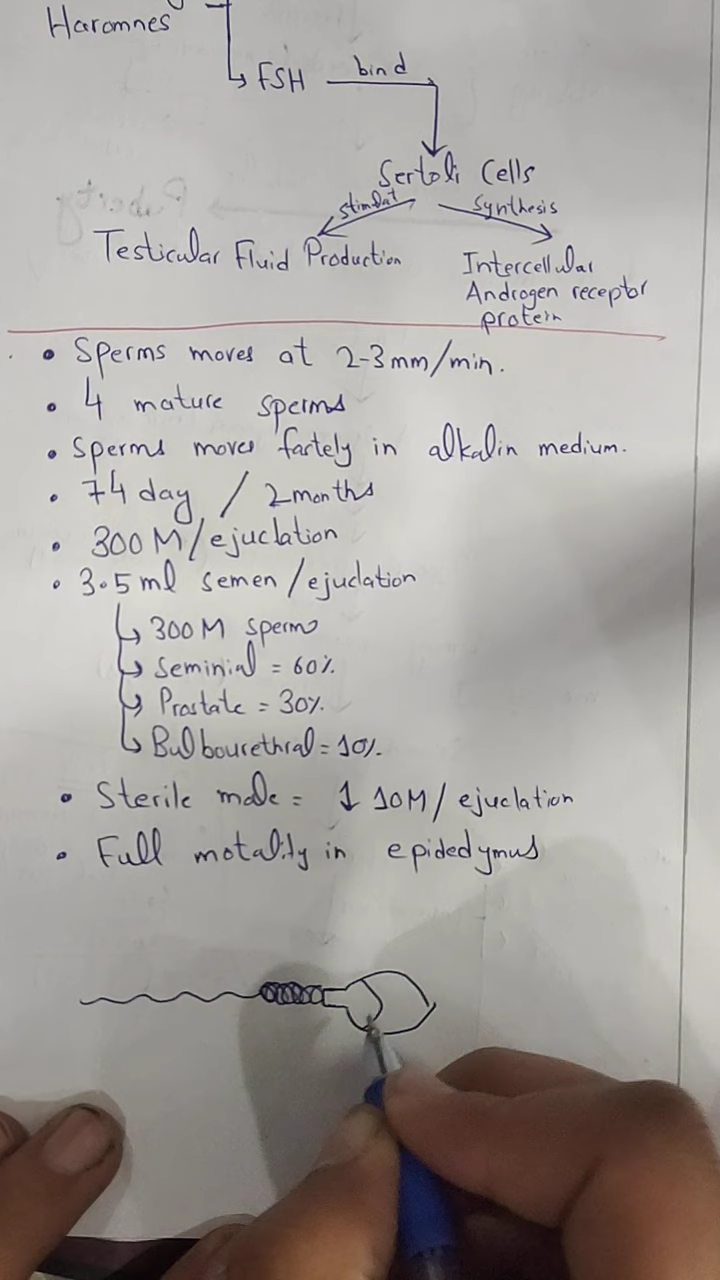 Haromnes
FSH bind
Sertoli Cells
stimulat synthesis
Testicular Fluid Production
Intercellular
Androgen receptor
protein
• Sperms moves at 2-3mm/min.
• 4 mature sperms
• Sperms moves fastely in alkalin medium.
• 74 day / 2months
• 300 M/ejuclation
• 3.5 ml semen/ejuclation
↳ 300 M sperms
↳ Seminial = 60%.
↳ Prostate = 30%.
↳ Bulbourethral = 10%.
• Sterile male = ↓ 10M/ejuclation
• Full motality in epidedymus